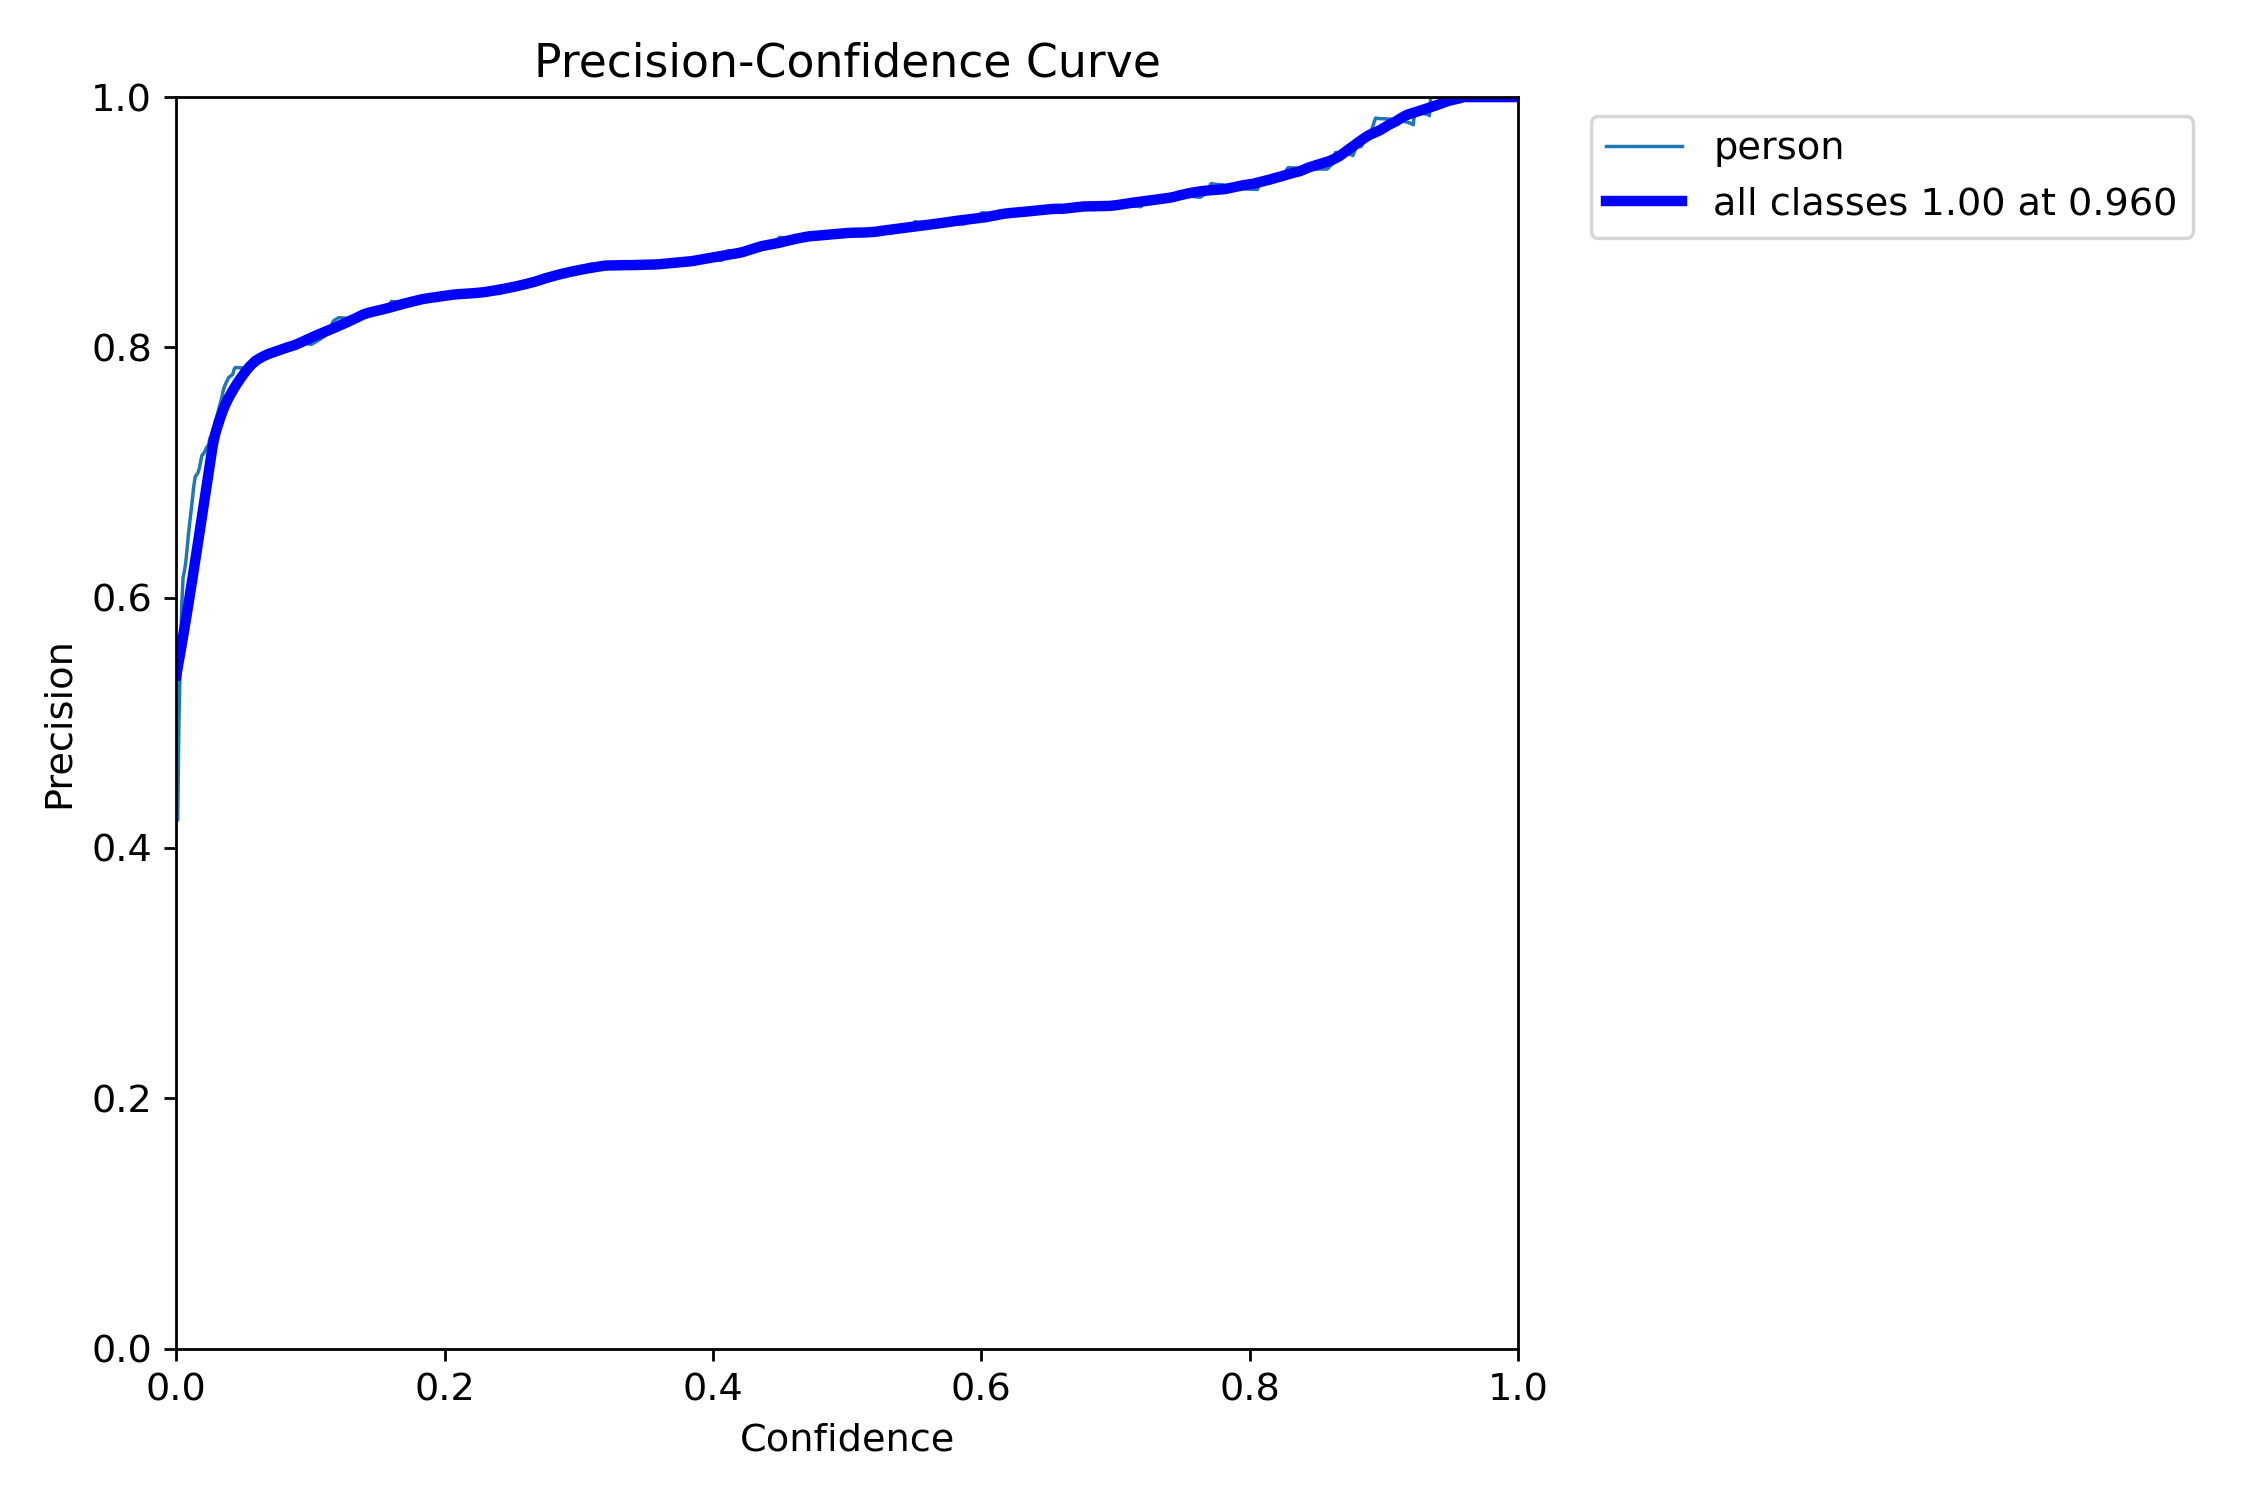 Precision-Confidence Curve
person
all classes 1.00 at 0.960
Precision
1.0
0.8
0.6
0.4
0.2
0.0
0.0 0.2 0.4 0.6 0.8 1.0
Confidence